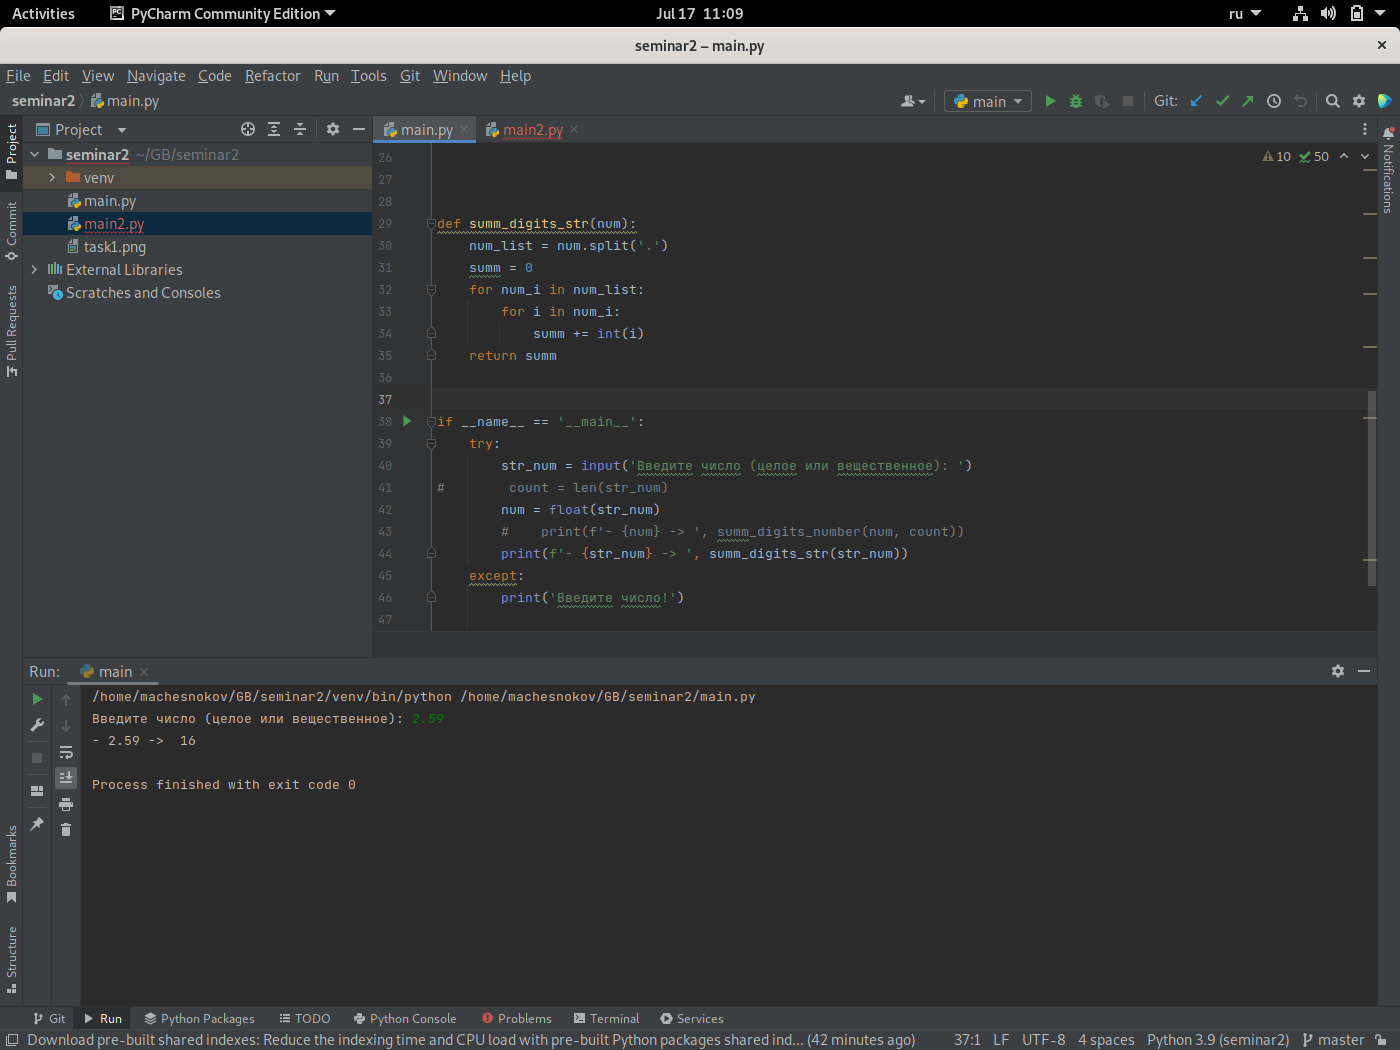 Activities PyCharm Community Edition Jul 17 11:09 ru
seminar2 – main.py
File Edit View Navigate Code Refactor Run Tools Git Window Help
seminar2 main.py main Git:
Project
main.py main2.py
Project
Commit
Pull Requests
Bookmarks
Structure
Notifications
seminar2 ~/GB/seminar2
venv
main.py
main2.py
task1.png
External Libraries
Scratches and Consoles
10 50
26
27
28
29 def summ_digits_str(num):
30 num_list = num.split('.')
31 summ = 0
32 for num_i in num_list:
33 for i in num_i:
34 summ += int(i)
35 return summ
36
37
38 if __name__ == '__main__':
39 try:
40 str_num = input('Введите число (целое или вещественное): ')
41 # count = len(str_num)
42 num = float(str_num)
43 # print(f'- {num} -> ', summ_digits_number(num, count))
44 print(f'- {str_num} -> ', summ_digits_str(str_num))
45 except:
46 print('Введите число!')
47
Run: main
/home/machesnokov/GB/seminar2/venv/bin/python /home/machesnokov/GB/seminar2/main.py
Введите число (целое или вещественное): 2.59
- 2.59 ->  16
Process finished with exit code 0
Git Run Python Packages TODO Python Console Problems Terminal Services
Download pre-built shared indexes: Reduce the indexing time and CPU load with pre-built Python packages shared ind... (42 minutes ago) 37:1 LF UTF-8 4 spaces Python 3.9 (seminar2) master